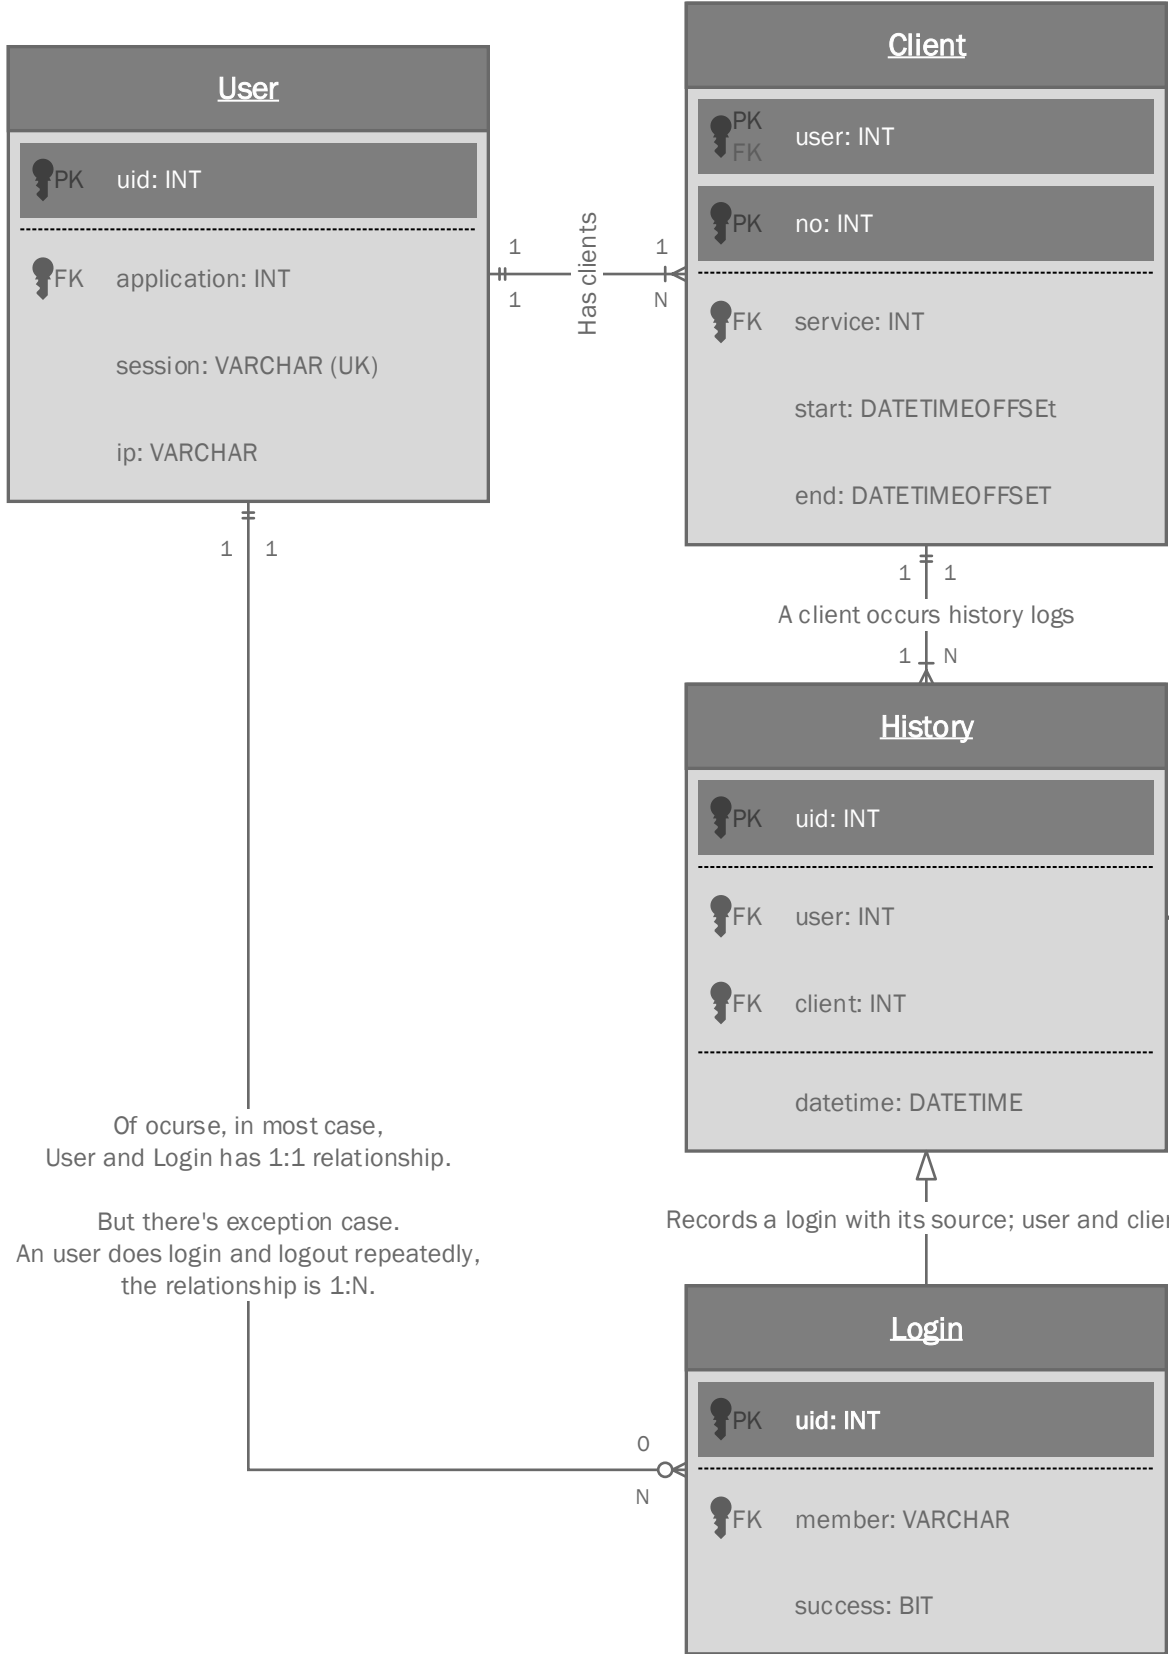 User
PK uid: INT
FK application: INT
session: VARCHAR (UK)
ip: VARCHAR
1 1
1 N
Has clients
Client
PK
FK
user: INT
PK no: INT
FK service: INT
start: DATETIMEOFFSEt
end: DATETIMEOFFSET
1 1
A client occurs history logs
1 N
History
PK uid: INT
FK user: INT
FK client: INT
datetime: DATETIME
1 1
Of ocurse, in most case,
User and Login has 1:1 relationship.
But there's exception case.
An user does login and logout repeatedly,
the relationship is 1:N.
0
N
Records a login with its source; user and
Login
PK uid: INT
FK member: VARCHAR
success: BIT